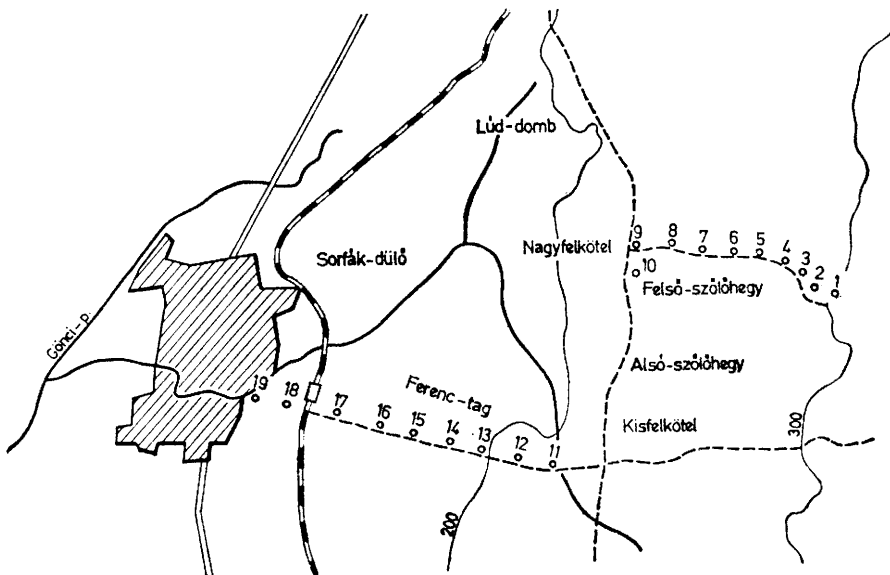 Lúd-domb
Sorfák-dülő
Nagyfelkötel
9
8
7
6
5
4
3
2
1
10
Felső-szőlőhegy
Gönci-p.
Alsó-szőlőhegy
Ferenc-tag
Kisfelkötel
19
18
17
16
15
14
13
12
11
300
200